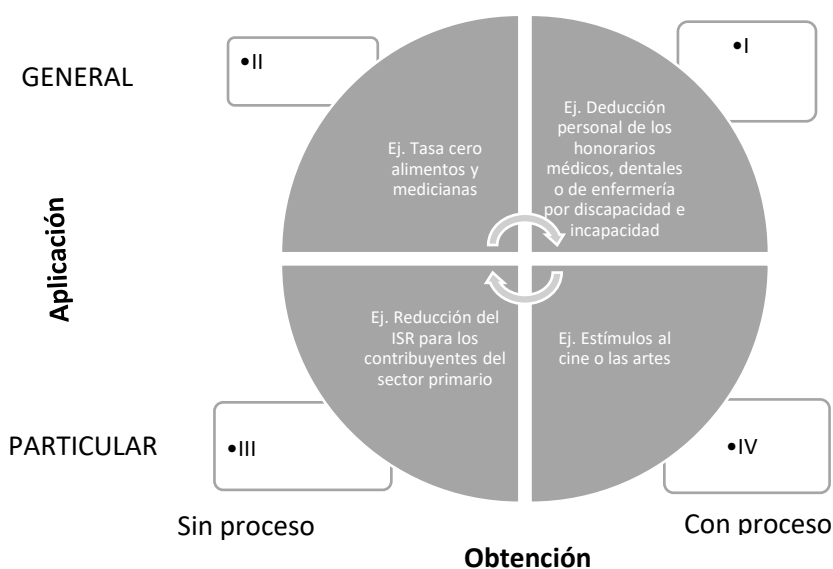 GENERAL
•II
•I
Ej. Tasa cero
alimentos y
medicianas
Ej. Deducción
personal de los
honorarios
médicos, dentales
o de enfermería
por discapacidad e
incapacidad
Aplicación
Ej. Reducción del
ISR para los
contribuyentes del
sector primario
Ej. Estímulos al
cine o las artes
PARTICULAR
•III
•IV
Sin proceso
Con proceso
Obtención